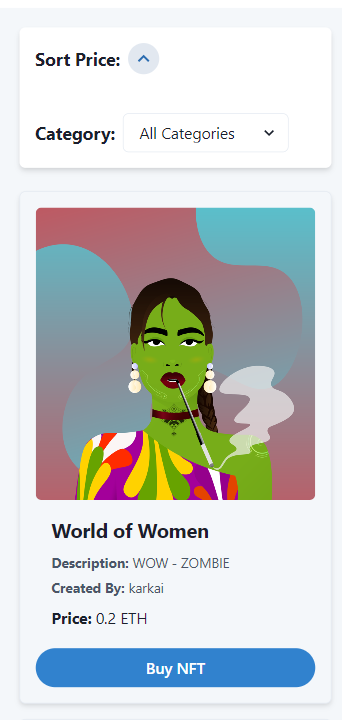 Sort Price:
Category: All Categories
World of Women
Description: WOW - ZOMBIE
Created By: karkai
Price: 0.2 ETH
Buy NFT